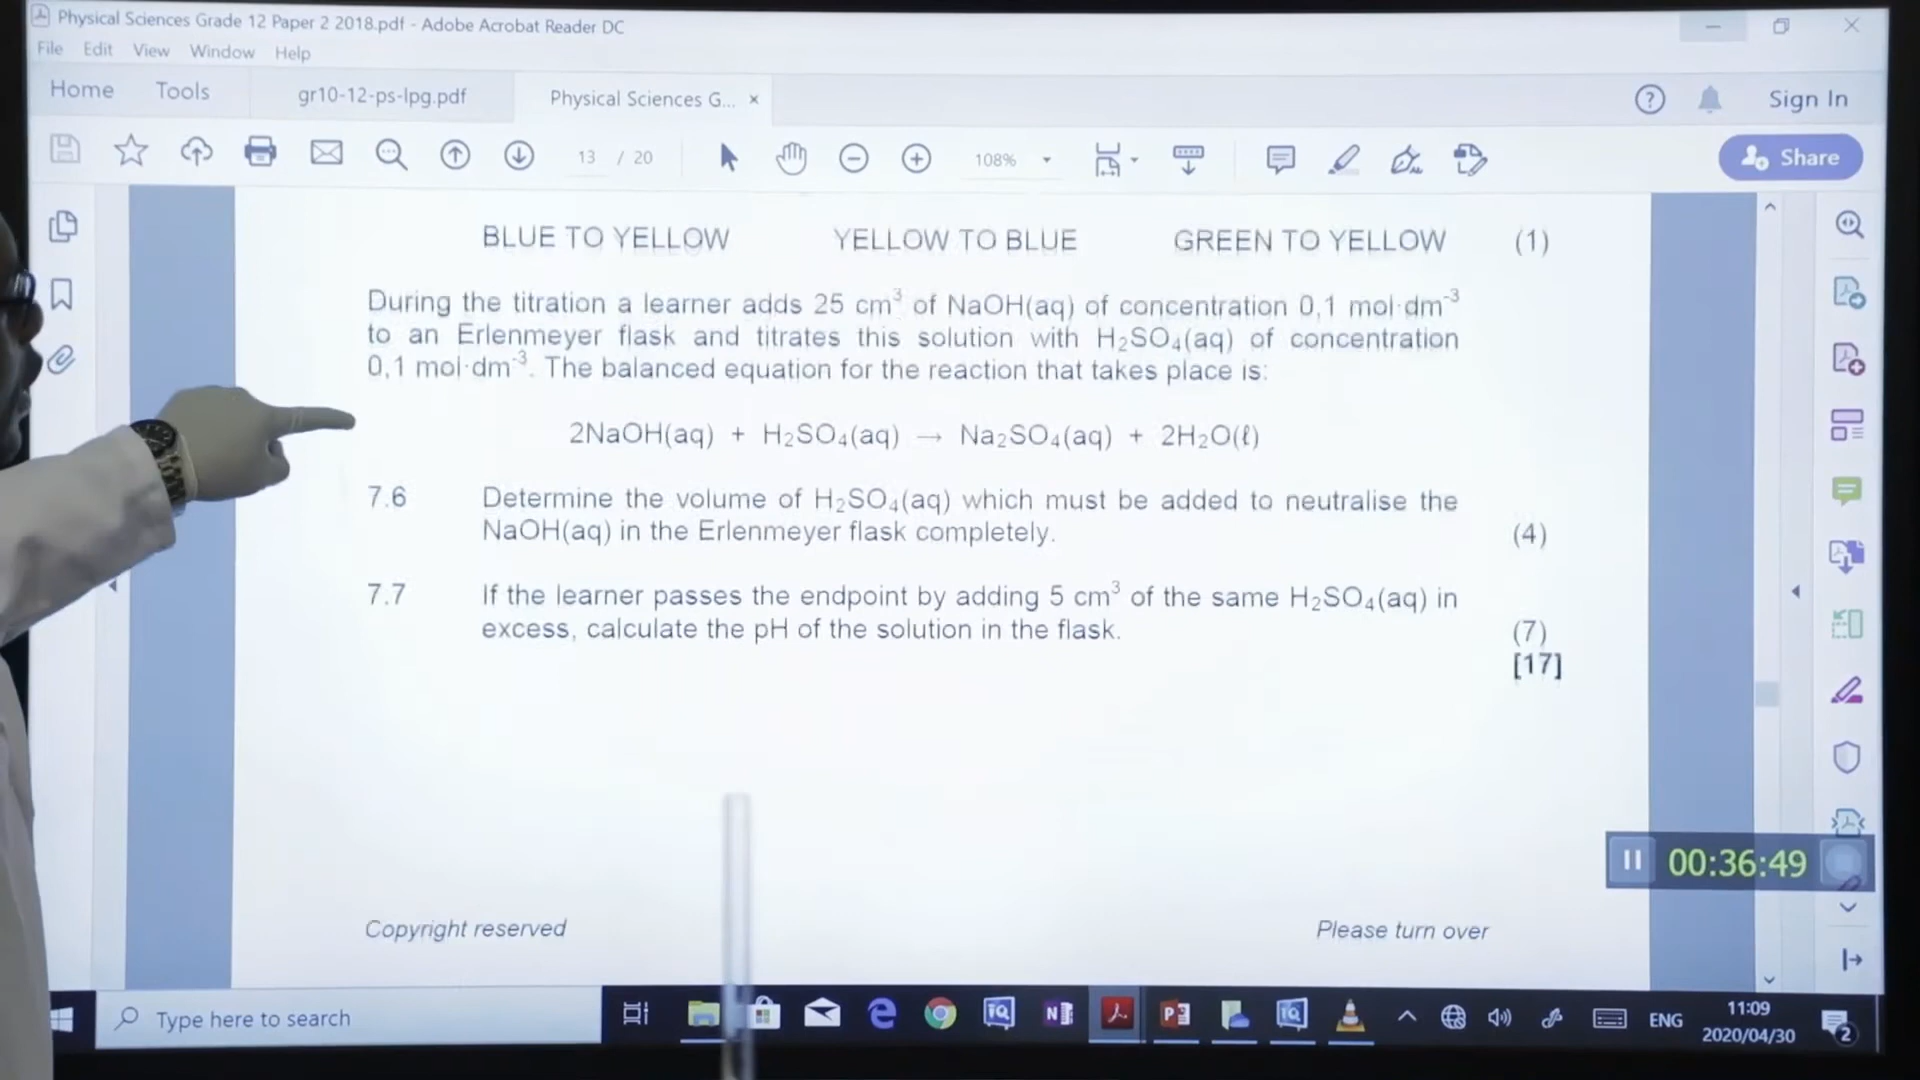 Physical Sciences Grade 12 Paper 2 2018.pdf - Adobe Acrobat Reader DC
File Edit View Window Help
Home Tools gr10-12-ps-lpg.pdf Physical Sciences G... × ? Sign In
13 / 20 108% Share
BLUE TO YELLOW YELLOW TO BLUE GREEN TO YELLOW (1)
During the titration a learner adds 25 cm³ of NaOH(aq) of concentration 0,1 mol·dm⁻³
to an Erlenmeyer flask and titrates this solution with H₂SO₄(aq) of concentration
0,1 mol·dm⁻³. The balanced equation for the reaction that takes place is:
2NaOH(aq) + H₂SO₄(aq) → Na₂SO₄(aq) + 2H₂O(ℓ)
7.6 Determine the volume of H₂SO₄(aq) which must be added to neutralise the
NaOH(aq) in the Erlenmeyer flask completely. (4)
7.7 If the learner passes the endpoint by adding 5 cm³ of the same H₂SO₄(aq) in
excess, calculate the pH of the solution in the flask. (7)
[17]
00:36:49
Copyright reserved Please turn over
Type here to search ENG 11:09
2020/04/30 2